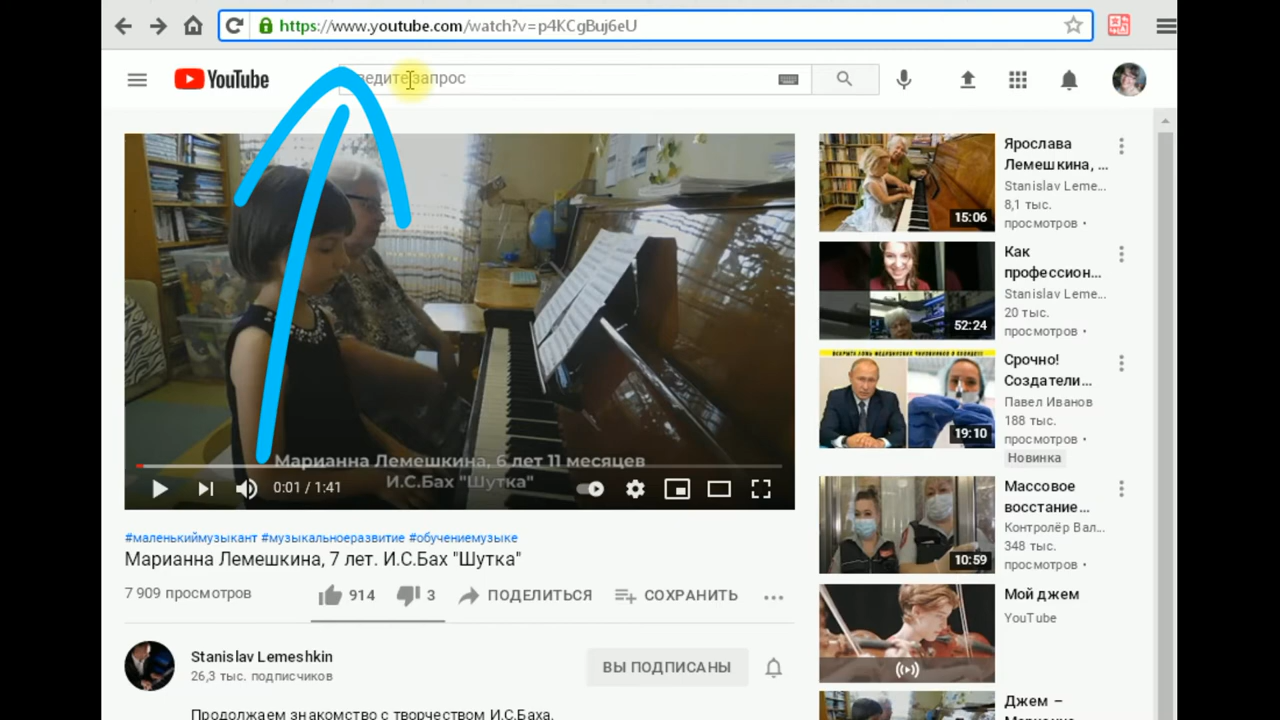 https://www.youtube.com/watch?v=p4KCgBuj6eU
YouTube
ведите запрос
Марианна Лемешкина, 6 лет 11 месяцев
И.С.Бах "Шутка"
0:01 / 1:41
#маленькиймузыкант #музыкальноеразвитие #обучениемузыке
Марианна Лемешкина, 7 лет. И.С.Бах "Шутка"
7 909 просмотров
914
3
ПОДЕЛИТЬСЯ
СОХРАНИТЬ
Stanislav Lemeshkin
26,3 тыс. подписчиков
ВЫ ПОДПИСАНЫ
Продолжаем знакомство с творчеством И.С.Баха.
15:06
Ярослава
Лемешкина, ...
Stanislav Leme...
8,1 тыс.
просмотров •
52:24
Как
профессион...
Stanislav Leme...
20 тыс.
просмотров •
19:10
Срочно!
Создатели...
Павел Иванов
188 тыс.
просмотров •
Новинка
10:59
Массовое
восстание...
Контролёр Вал...
348 тыс.
просмотров •
Мой джем
YouTube
Джем –